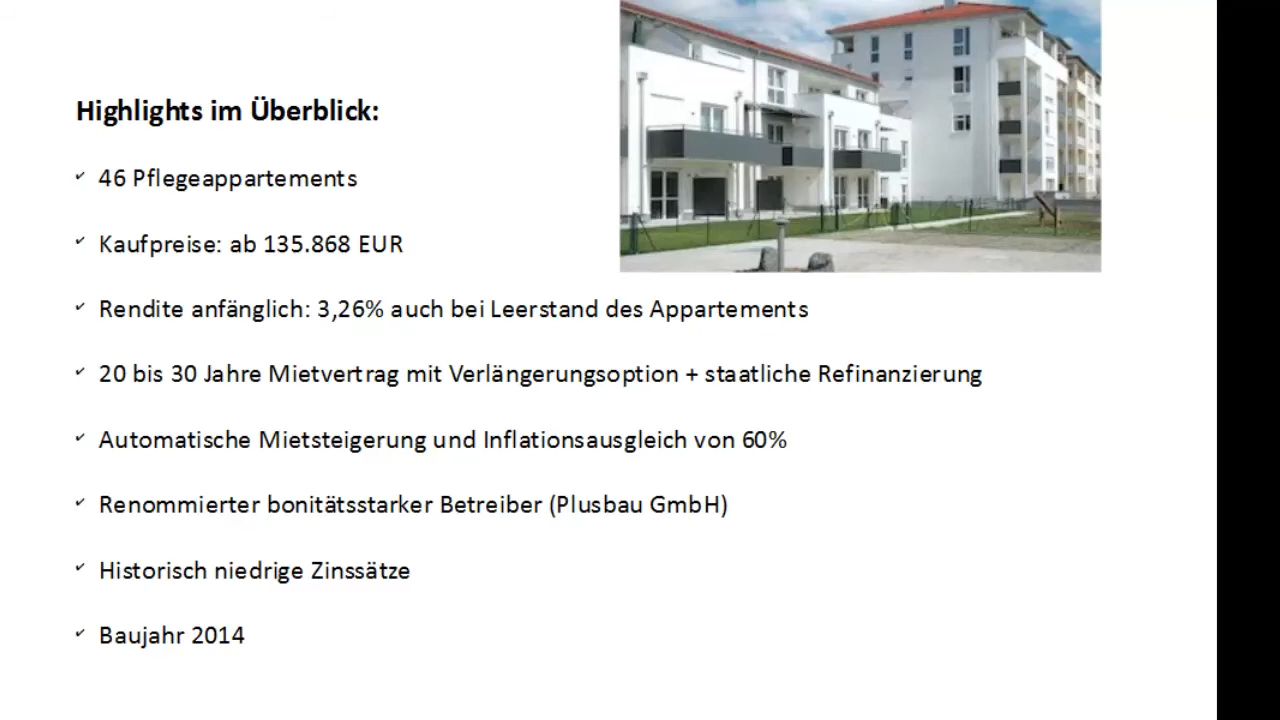 Highlights im Überblick:
✓ 46 Pflegeappartements
✓ Kaufpreise: ab 135.868 EUR
✓ Rendite anfänglich: 3,26% auch bei Leerstand des Appartements
✓ 20 bis 30 Jahre Mietvertrag mit Verlängerungsoption + staatliche Refinanzierung
✓ Automatische Mietsteigerung und Inflationsausgleich von 60%
✓ Renommierter bonitätsstarker Betreiber (Plusbau GmbH)
✓ Historisch niedrige Zinssätze
✓ Baujahr 2014